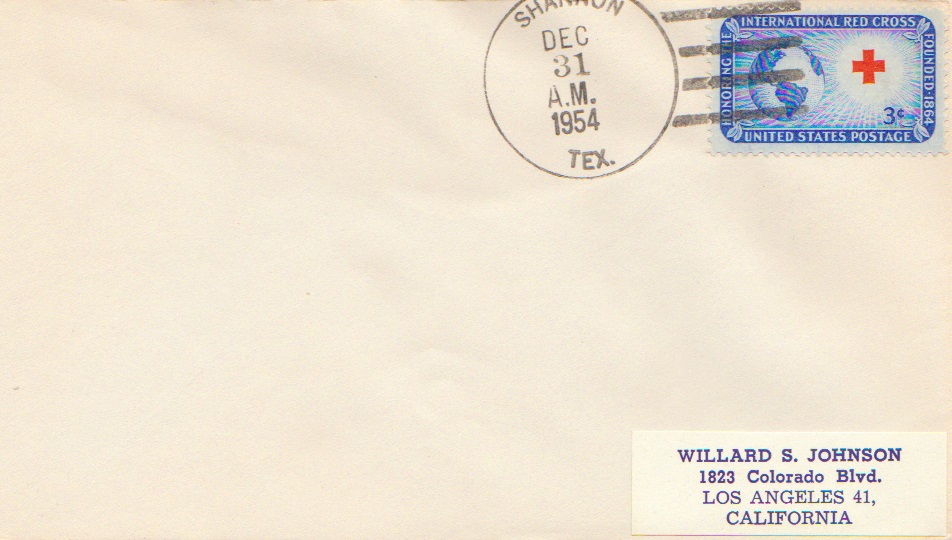 SHANNON
DEC
31
A.M.
1954
TEX.
HONORING THE
INTERNATIONAL RED CROSS
FOUNDED·1864
3¢
UNITED STATES POSTAGE
WILLARD S. JOHNSON
1823 Colorado Blvd.
LOS ANGELES 41,
CALIFORNIA